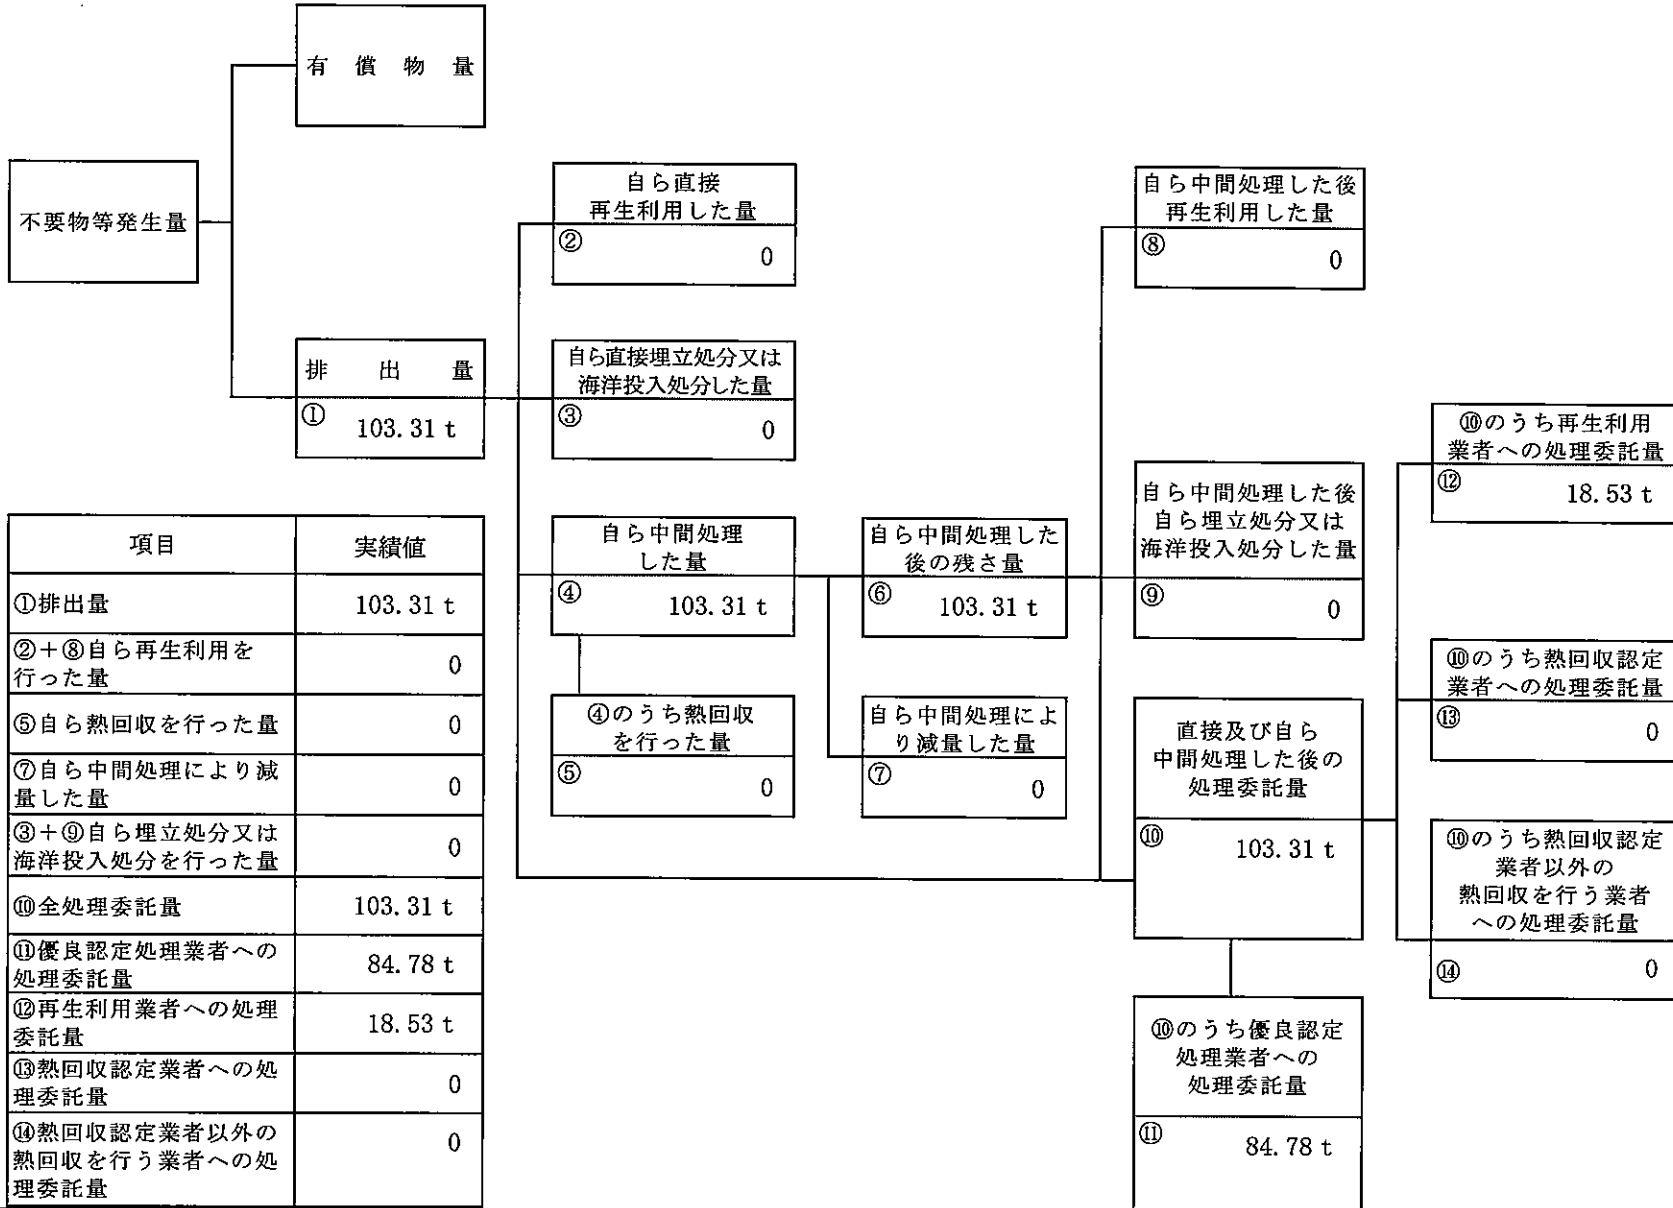 有償物量
不要物等発生量
排出量
① 103.31 t
自ら直接
再生利用した量
② 0
自ら直接埋立処分又は
海洋投入処分した量
③ 0
自ら中間処理
した量
④ 103.31 t
④のうち熱回収
を行った量
⑤ 0
自ら中間処理した
後の残さ量
⑥ 103.31 t
自ら中間処理によ
り減量した量
⑦ 0
自ら中間処理した後
再生利用した量
⑧ 0
自ら中間処理した後
自ら埋立処分又は
海洋投入処分した量
⑨ 0
直接及び自ら
中間処理した後の
処理委託量
⑩ 103.31 t
⑩のうち優良認定
処理業者への
処理委託量
⑪ 84.78 t
⑩のうち再生利用
業者への処理委託量
⑫ 18.53 t
⑩のうち熱回収認定
業者への処理委託量
⑬ 0
⑩のうち熱回収認定
業者以外の
熱回収を行う業者
への処理委託量
⑭ 0
項目 実績値
①排出量 103.31 t
②+⑧自ら再生利用を
行った量 0
⑤自ら熱回収を行った量 0
⑦自ら中間処理により減
量した量 0
③+⑨自ら埋立処分又は
海洋投入処分を行った量 0
⑩全処理委託量 103.31 t
⑪優良認定処理業者への
処理委託量 84.78 t
⑫再生利用業者への処理
委託量 18.53 t
⑬熱回収認定業者への処
理委託量 0
⑭熱回収認定業者以外の
熱回収を行う業者への処
理委託量 0